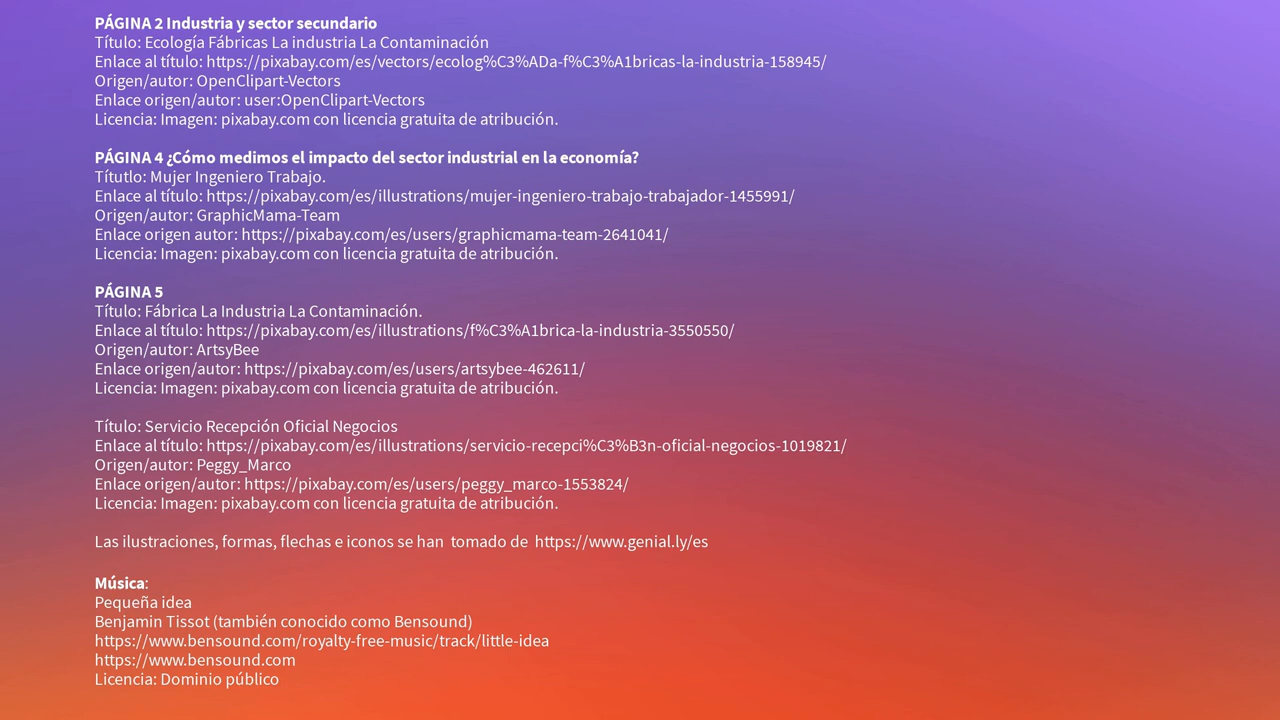 PÁGINA 2 Industria y sector secundario
Título: Ecología Fábricas La industria La Contaminación
Enlace al título: https://pixabay.com/es/vectors/ecolog%C3%ADa-f%C3%A1bricas-la-industria-158945/
Origen/autor: OpenClipart-Vectors
Enlace origen/autor: user:OpenClipart-Vectors
Licencia: Imagen: pixabay.com con licencia gratuita de atribución.
PÁGINA 4 ¿Cómo medimos el impacto del sector industrial en la economía?
Títutlo: Mujer Ingeniero Trabajo.
Enlace al título: https://pixabay.com/es/illustrations/mujer-ingeniero-trabajo-trabajador-1455991/
Origen/autor: GraphicMama-Team
Enlace origen autor: https://pixabay.com/es/users/graphicmama-team-2641041/
Licencia: Imagen: pixabay.com con licencia gratuita de atribución.
PÁGINA 5
Título: Fábrica La Industria La Contaminación.
Enlace al título: https://pixabay.com/es/illustrations/f%C3%A1brica-la-industria-3550550/
Origen/autor: ArtsyBee
Enlace origen/autor: https://pixabay.com/es/users/artsybee-462611/
Licencia: Imagen: pixabay.com con licencia gratuita de atribución.
Título: Servicio Recepción Oficial Negocios
Enlace al título: https://pixabay.com/es/illustrations/servicio-recepci%C3%B3n-oficial-negocios-1019821/
Origen/autor: Peggy_Marco
Enlace origen/autor: https://pixabay.com/es/users/peggy_marco-1553824/
Licencia: Imagen: pixabay.com con licencia gratuita de atribución.
Las ilustraciones, formas, flechas e iconos se han tomado de https://www.genial.ly/es
Música:
Pequeña idea
Benjamin Tissot (también conocido como Bensound)
https://www.bensound.com/royalty-free-music/track/little-idea
https://www.bensound.com
Licencia: Dominio público